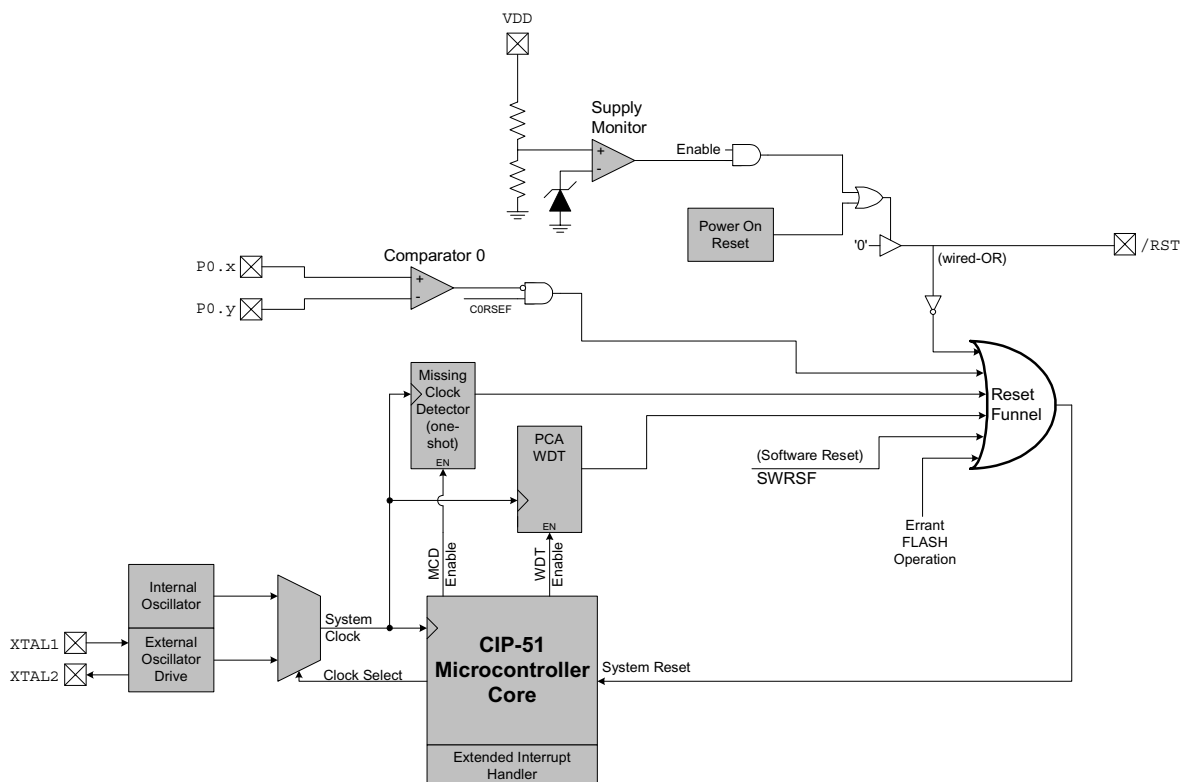 VDD
Supply
Monitor
+
-
Enable
Power On
Reset
'0'
/RST
(wired-OR)
P0.x
P0.y
Comparator 0
+
-
C0RSEF
Missing
Clock
Detector
(one-
shot)
EN
PCA
WDT
EN
Reset
Funnel
(Software Reset)
SWRSF
Errant
FLASH
Operation
MCD
Enable
WDT
Enable
Internal
Oscillator
External
Oscillator
Drive
XTAL1
XTAL2
System
Clock
Clock Select
CIP-51
Microcontroller
Core
System Reset
Extended Interrupt
Handler